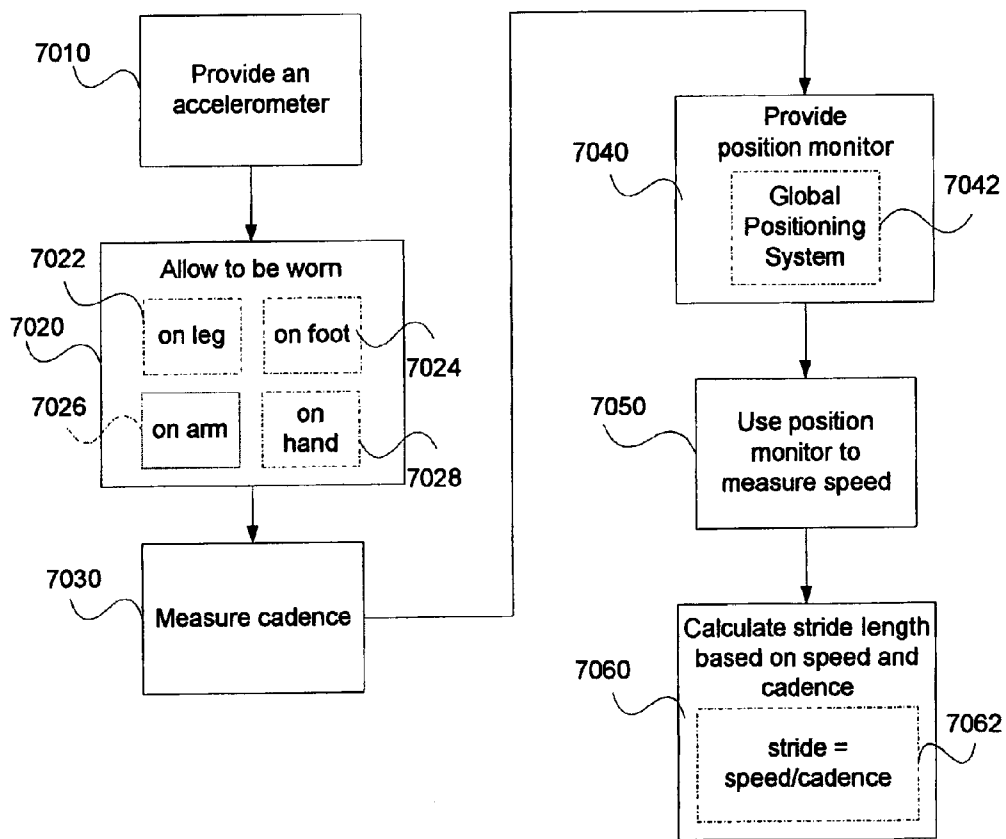 7010
Provide an
accelerometer
7020
Allow to be worn
7022
on leg
on foot
7024
7026
on arm
on
hand
7028
7030
Measure cadence
7040
Provide
position monitor
Global
Positioning
System
7042
7050
Use position
monitor to
measure speed
7060
Calculate stride length
based on speed and
cadence
stride =
speed/cadence
7062